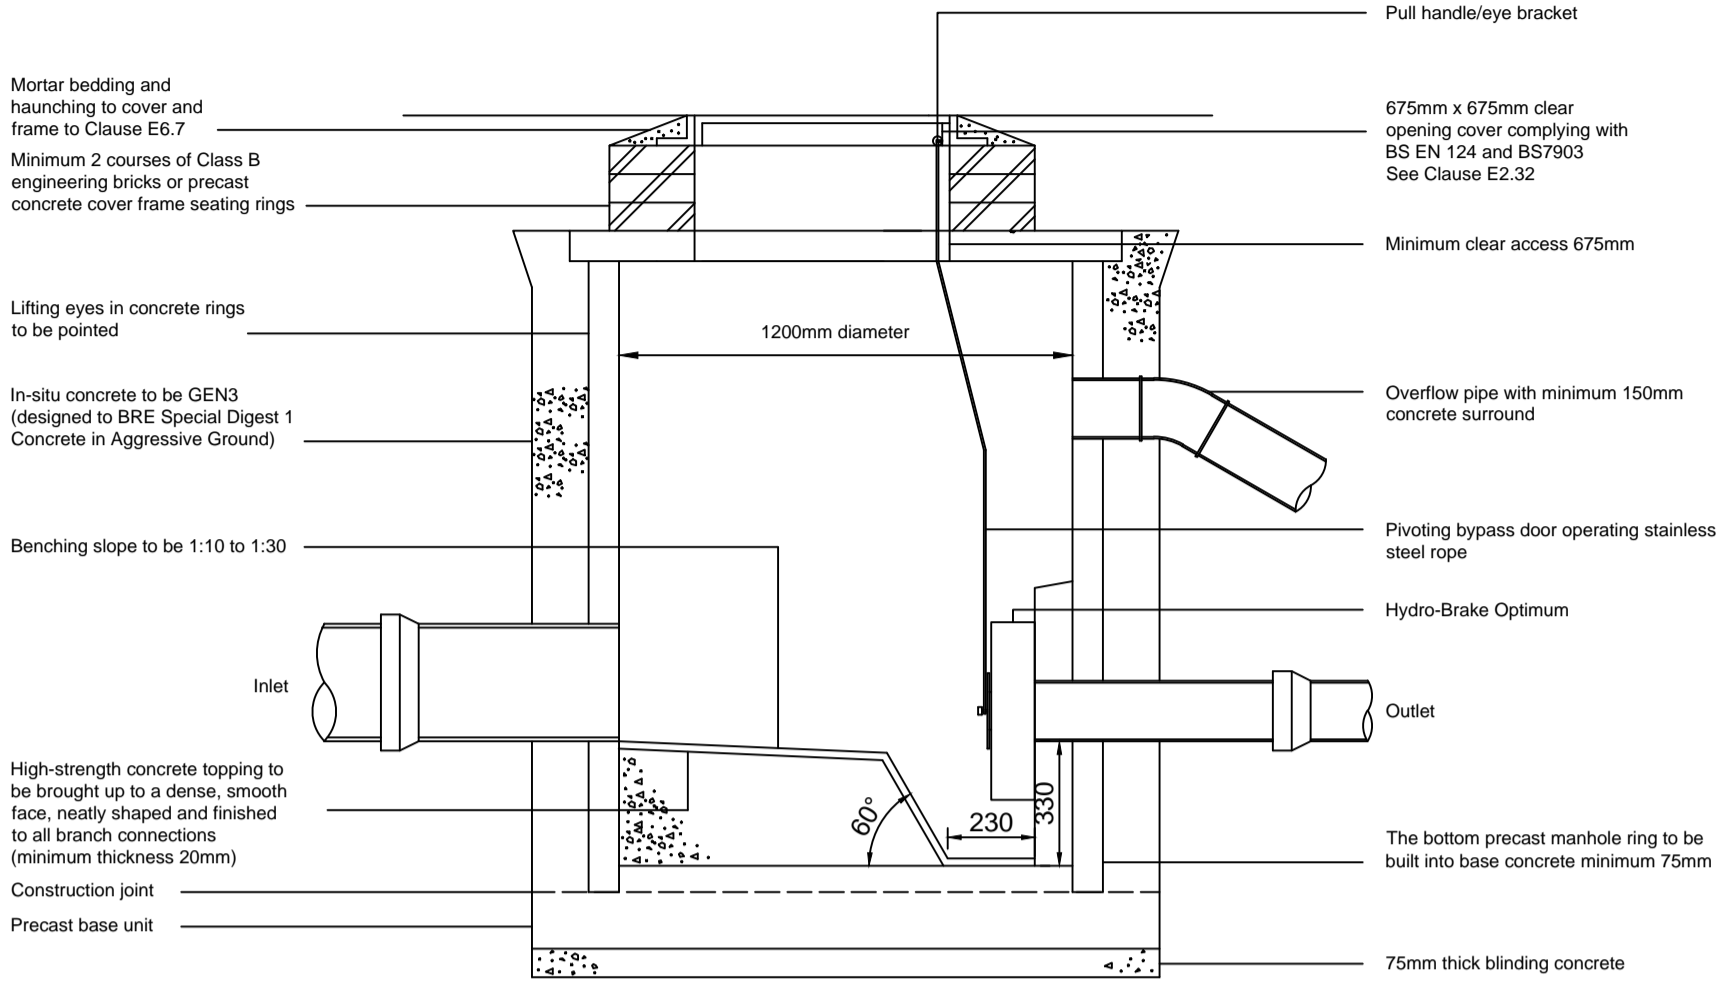 Pull handle/eye bracket
Mortar bedding and
haunching to cover and
frame to Clause E6.7
Minimum 2 courses of Class B
engineering bricks or precast
concrete cover frame seating rings
675mm x 675mm clear
opening cover complying with
BS EN 124 and BS7903
See Clause E2.32
Minimum clear access 675mm
Lifting eyes in concrete rings
to be pointed
1200mm diameter
In-situ concrete to be GEN3
(designed to BRE Special Digest 1
Concrete in Aggressive Ground)
Overflow pipe with minimum 150mm
concrete surround
Benching slope to be 1:10 to 1:30
Pivoting bypass door operating stainless
steel rope
Hydro-Brake Optimum
Inlet
Outlet
High-strength concrete topping to
be brought up to a dense, smooth
face, neatly shaped and finished
to all branch connections
(minimum thickness 20mm)
60°
230
330
The bottom precast manhole ring to be
built into base concrete minimum 75mm
Construction joint
Precast base unit
75mm thick blinding concrete